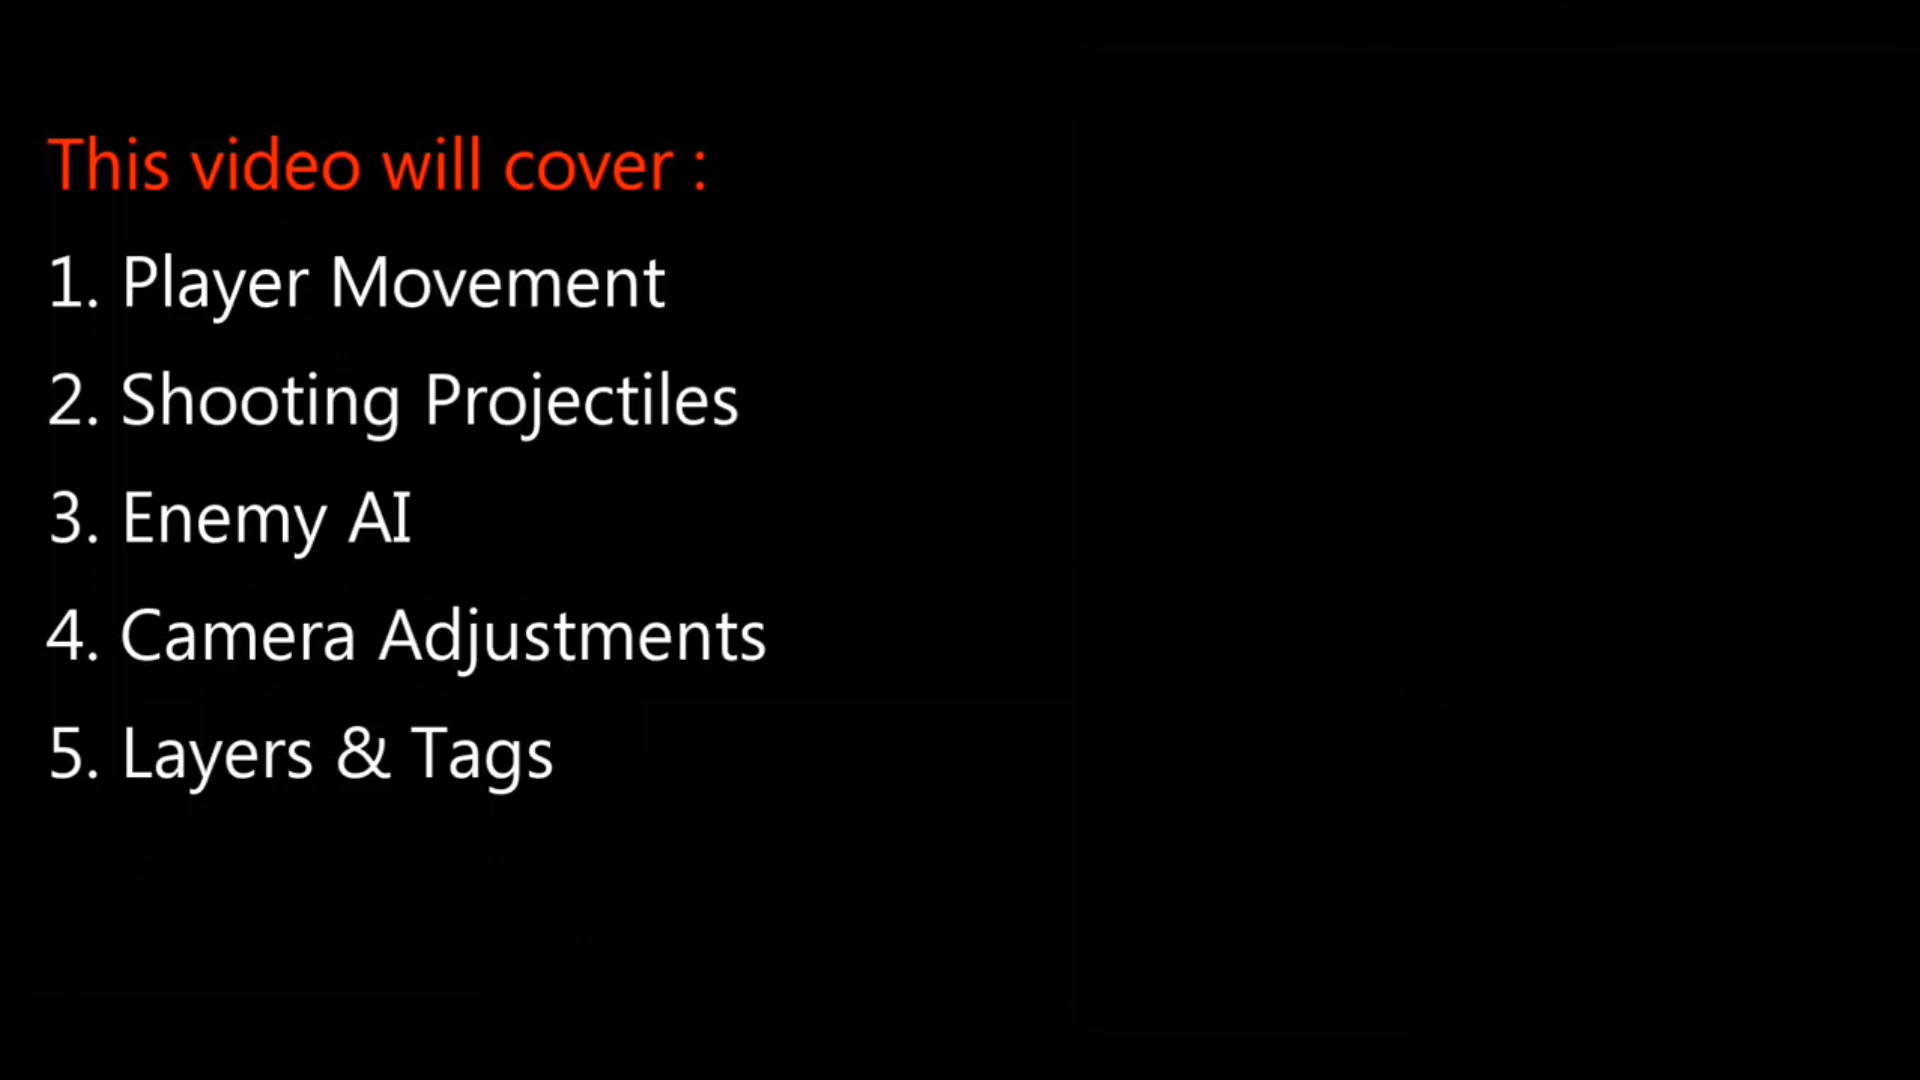 This video will cover :
1. Player Movement
2. Shooting Projectiles
3. Enemy AI
4. Camera Adjustments
5. Layers & Tags